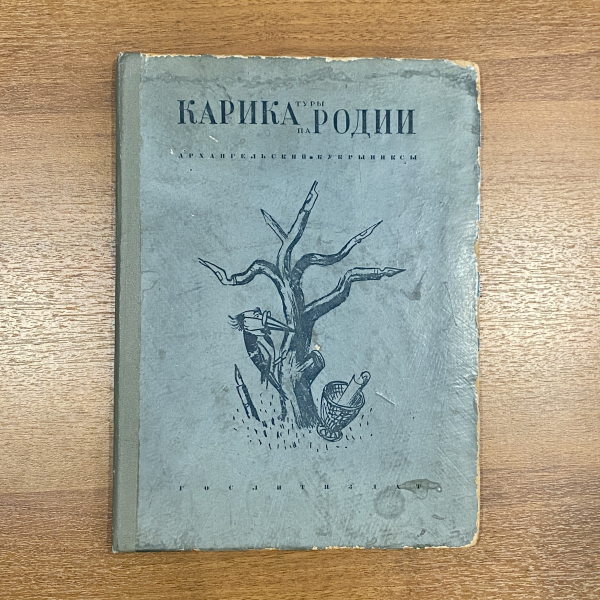 КАРИКАТУРЫ
ПАРОДИИ
АРХАНГЕЛЬСКИЙ • КУКРЫНИКСЫ
ГОСЛИТИЗДАТ